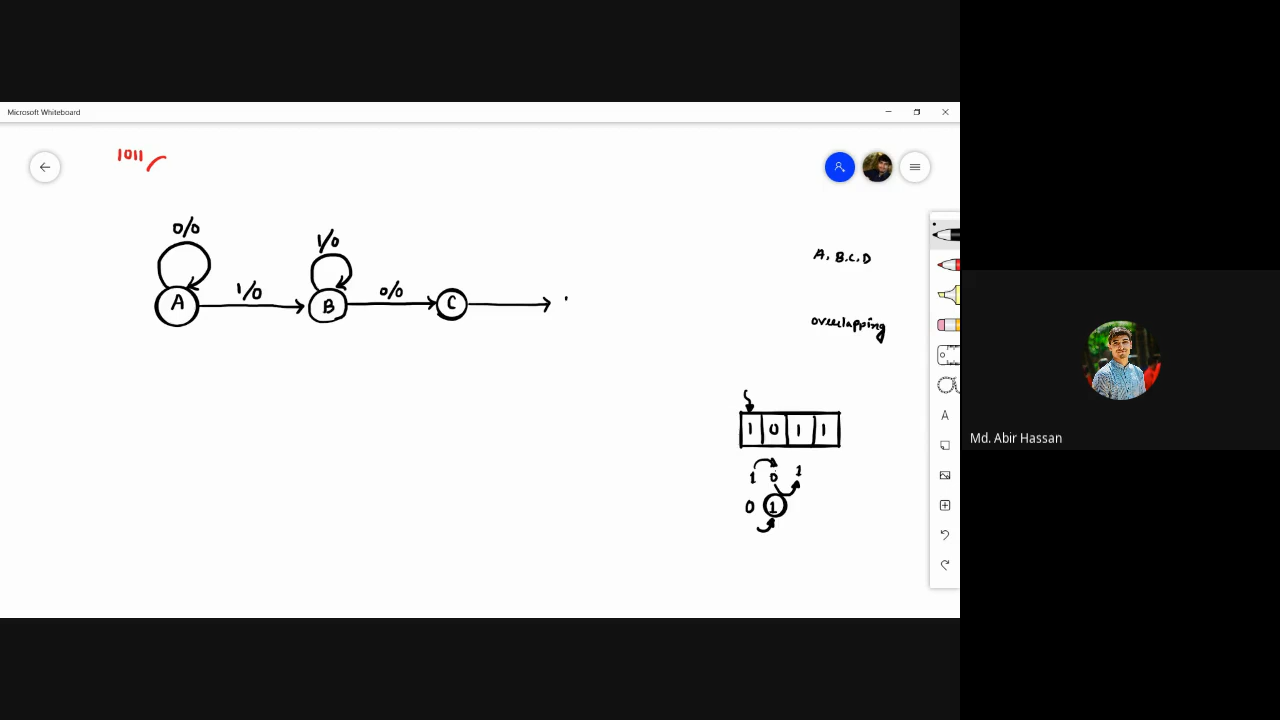 Microsoft Whiteboard
1011
0/0
1/0
1/0
0/0
A
B
C
A, B, C, D
overlapping
1 0 1 1
1 0 1
0 1
A
Md. Abir Hassan